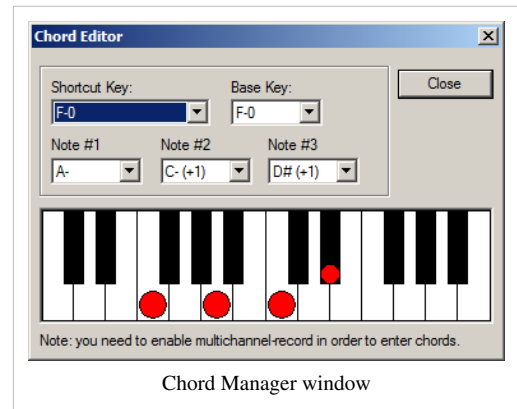 Chord Editor
Shortcut Key: Base Key: Close
F-0 F-0
Note #1 Note #2 Note #3
A- C- (+1) D# (+1)
Note: you need to enable multichannel-record in order to enter chords.
Chord Manager window